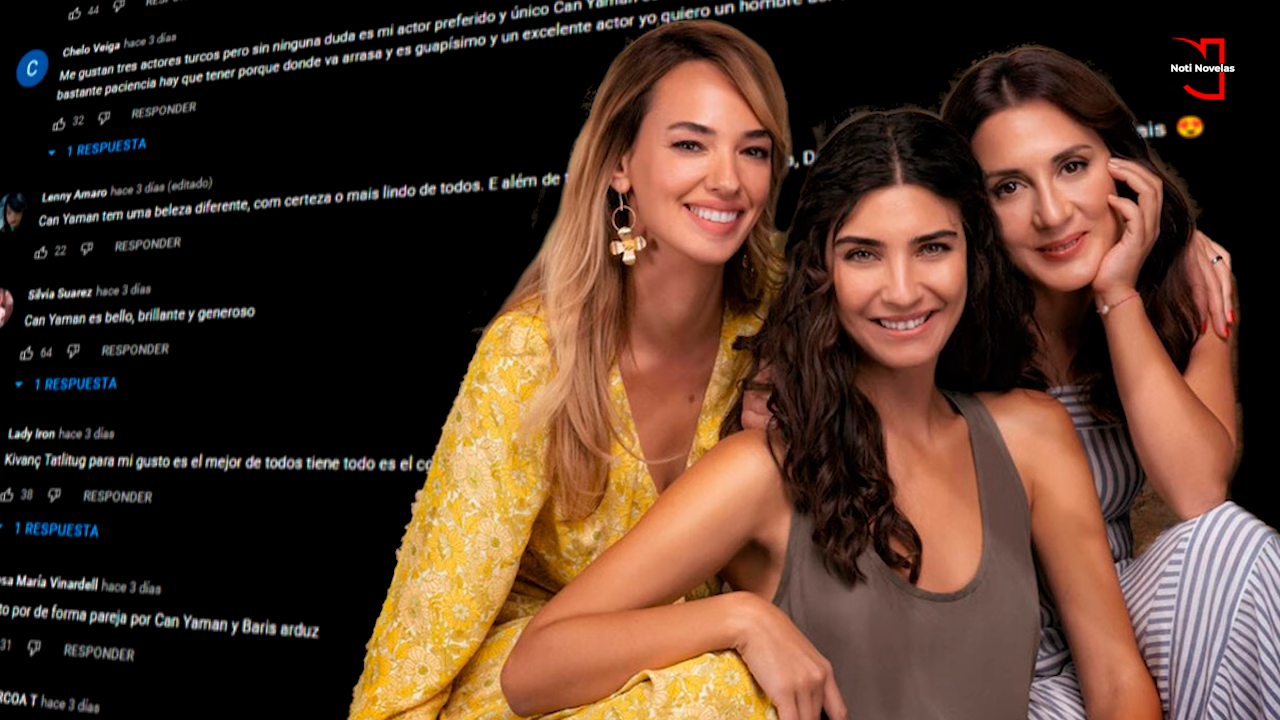 44
Chelo Veiga hace 3 días
Me gustan tres actores turcos pero sin ninguna duda es mi actor preferido y único Can Yaman
bastante paciencia hay que tener porque donde va arrasa y es guapísimo y un excelente actor yo quiero un hombre
C
32 RESPONDER
1 RESPUESTA
Noti Novelas
Lenny Amaro hace 3 días (editado)
Can Yaman tem uma beleza diferente, com certeza o mais lindo de todos. E além de
😍
22 RESPONDER
Silvia Suarez hace 3 días
Can Yaman es bello, brillante y generoso
64 RESPONDER
1 RESPUESTA
Lady Iron hace 3 días
Kivanç Tatlitug para mi gusto es el mejor de todos tiene todo es el
38 RESPONDER
1 RESPUESTA
María Vinardell hace 3 días
por de forma pareja por Can Yaman y Baris arduz
31 RESPONDER
T hace 3 días